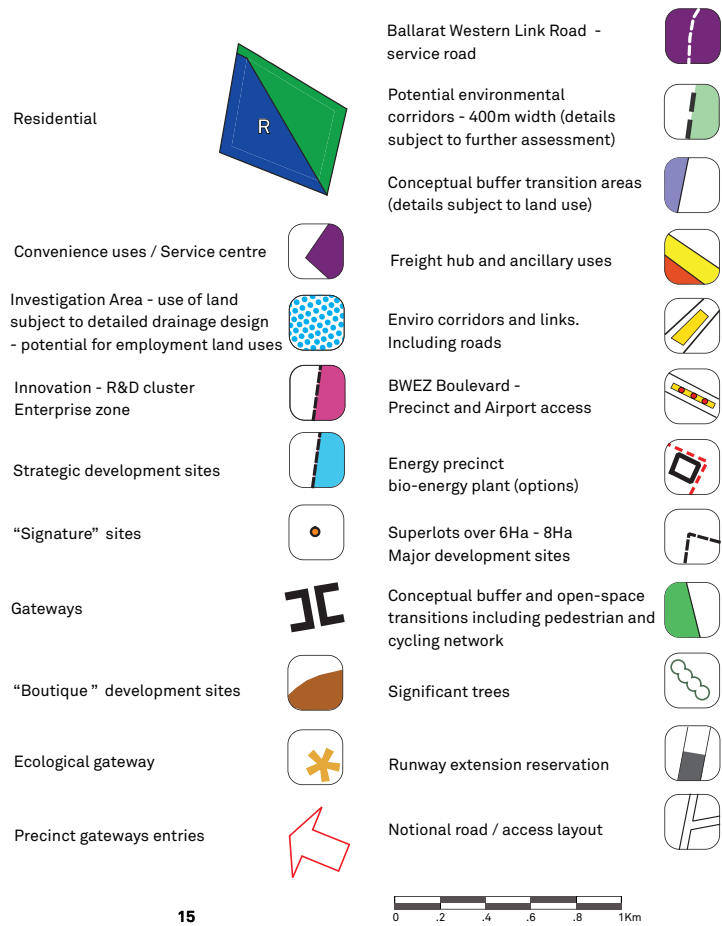 Residential
R
Convenience uses / Service centre
Investigation Area - use of land
subject to detailed drainage design
- potential for employment land uses
Innovation - R&D cluster
Enterprise zone
Strategic development sites
“Signature” sites
Gateways
“Boutique ” development sites
Ecological gateway
Precinct gateways entries
15
Ballarat Western Link Road -
service road
Potential environmental
corridors - 400m width (details
subject to further assessment)
Conceptual buffer transition areas
(details subject to land use)
Freight hub and ancillary uses
Enviro corridors and links.
Including roads
BWEZ Boulevard -
Precinct and Airport access
Energy precinct
bio-energy plant (options)
Superlots over 6Ha - 8Ha
Major development sites
Conceptual buffer and open-space
transitions including pedestrian and
cycling network
Significant trees
Runway extension reservation
Notional road / access layout
0 .2 .4 .6 .8 1Km